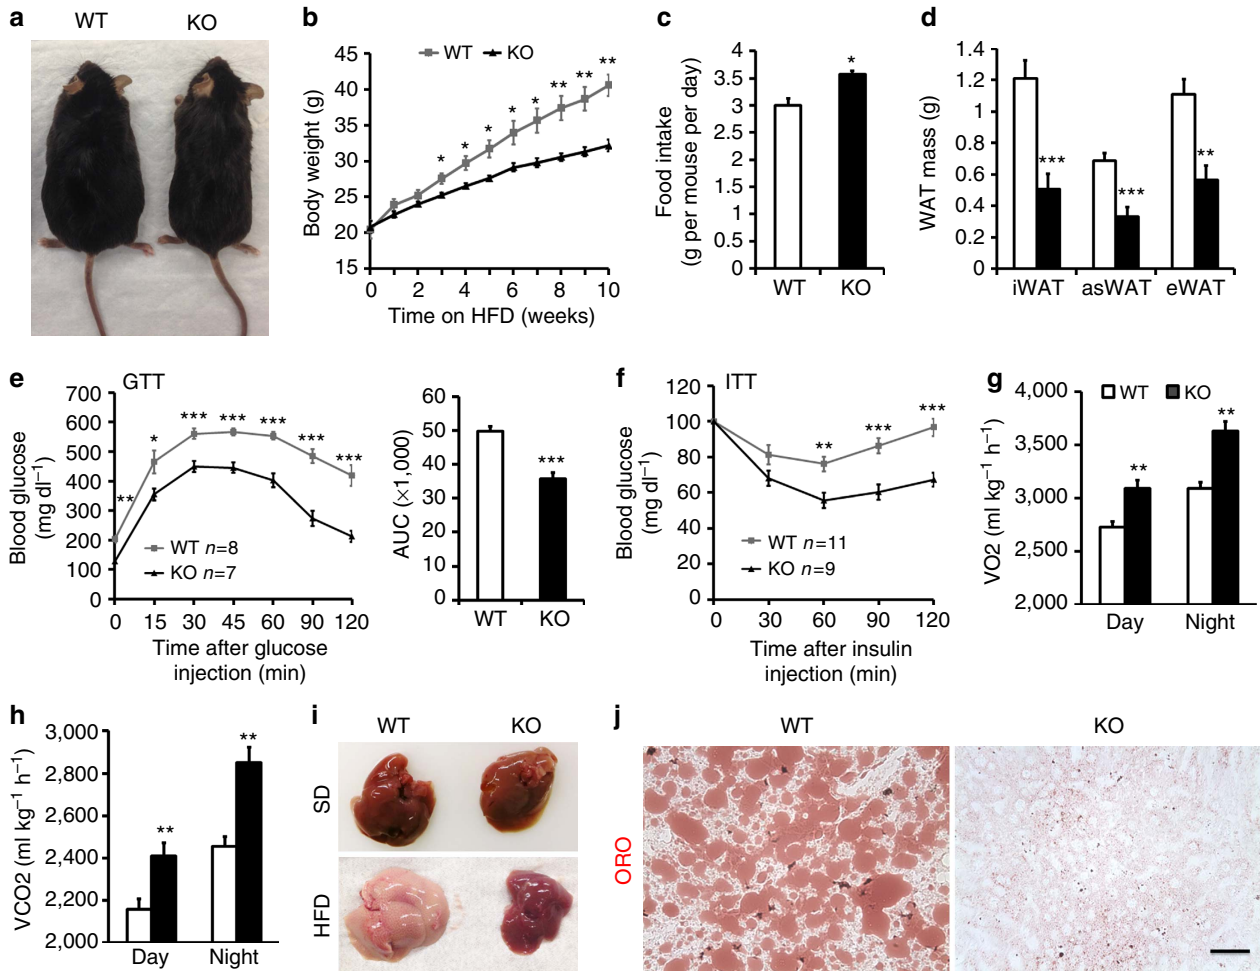 a
WT
KO
b
WT
KO
45
40
35
30
25
20
15
Body weight (g)
* * * * * ** ** **
0
2
4
6
8
10
Time on HFD (weeks)
c
4
3.5
3
2.5
2
1.5
1
0.5
0
Food intake
(g per mouse per day)
*
WT
KO
d
1.4
1.2
1
0.8
0.6
0.4
0.2
0
WAT mass (g)
***
***
**
iWAT
asWAT
eWAT
e
GTT
700
600
500
400
300
200
100
0
Blood glucose
(mg dl⁻¹)
** * *** *** *** *** ***
WT n=8
KO n=7
0
15
30
45
60
90
120
Time after glucose
injection (min)
60
50
40
30
20
10
0
AUC (×1,000)
***
WT
KO
f
ITT
120
100
80
60
40
20
0
Blood glucose
(mg dl⁻¹)
** *** ***
WT n=11
KO n=9
0
30
60
90
120
Time after insulin
injection (min)
g
WT
KO
4,000
3,500
3,000
2,500
2,000
VO2 (ml kg⁻¹ h⁻¹)
**
**
Day
Night
h
3,000
2,800
2,600
2,400
2,200
2,000
VCO2 (ml kg⁻¹ h⁻¹)
**
**
Day
Night
i
WT
KO
SD
HFD
j
WT
KO
ORO